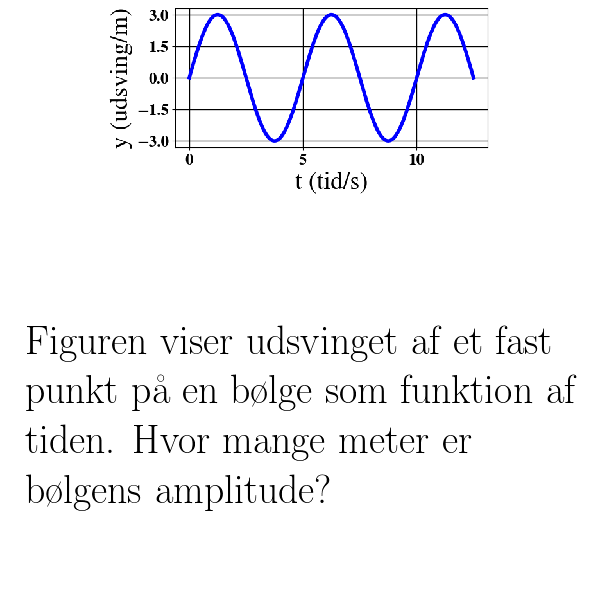 3.0
1.5
0.0
−1.5
−3.0
y (udsving/m)
0 5 10
t (tid/s)
Figuren viser udsvinget af et fast
punkt på en bølge som funktion af
tiden. Hvor mange meter er
bølgens amplitude?